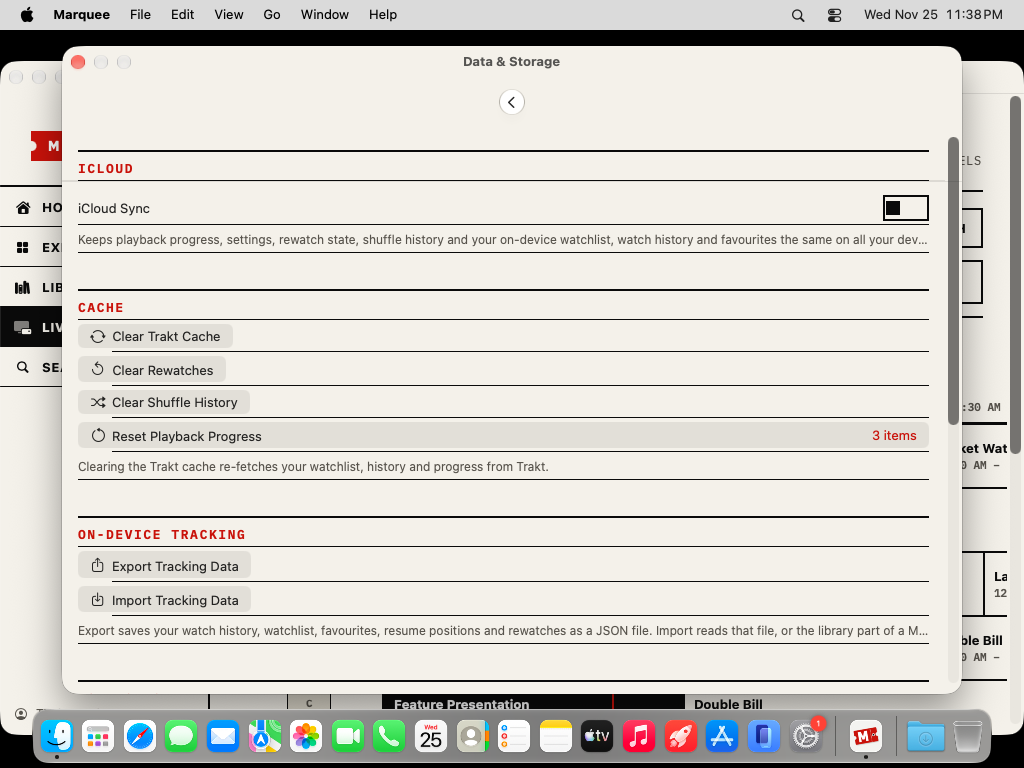 Marquee File Edit View Go Window Help Wed Nov 25 11:38 PM
Data & Storage
M
ELS
ICLOUD
HO
iCloud Sync
H
EX
Keeps playback progress, settings, rewatch state, shuffle history and your on-device watchlist, watch history and favourites the same on all your dev...
LIB
CACHE
LIV
Clear Trakt Cache
SEA
Clear Rewatches
Clear Shuffle History
:30 AM
Reset Playback Progress 3 items
ket Wat
0 AM –
Clearing the Trakt cache re-fetches your watchlist, history and progress from Trakt.
ON-DEVICE TRACKING
Export Tracking Data
La
12
Import Tracking Data
Export saves your watch history, watchlist, favourites, resume positions and rewatches as a JSON file. Import reads that file, or the library part of a M...
ble Bill
0 AM –
C Feature Presentation Double Bill
Wed
25
tv
1
M